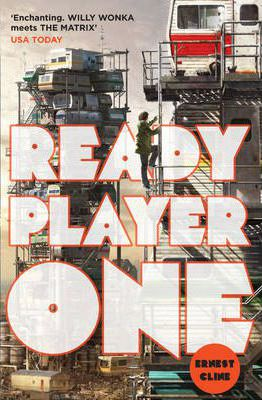 'Enchanting. WILLY WONKA
meets THE MATRIX'
USA TODAY
READY
PLAYER
ONE
ERNEST
CLINE